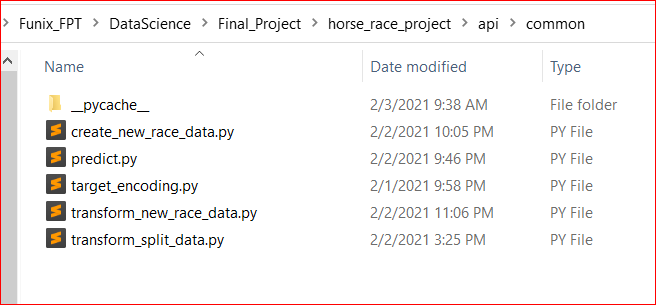 Funix_FPT > DataScience > Final_Project > horse_race_project > api > common
Name Date modified Type
__pycache__ 2/3/2021 9:38 AM File folder
create_new_race_data.py 2/2/2021 10:05 PM PY File
predict.py 2/2/2021 9:46 PM PY File
target_encoding.py 2/1/2021 9:58 PM PY File
transform_new_race_data.py 2/2/2021 11:06 PM PY File
transform_split_data.py 2/2/2021 3:25 PM PY File